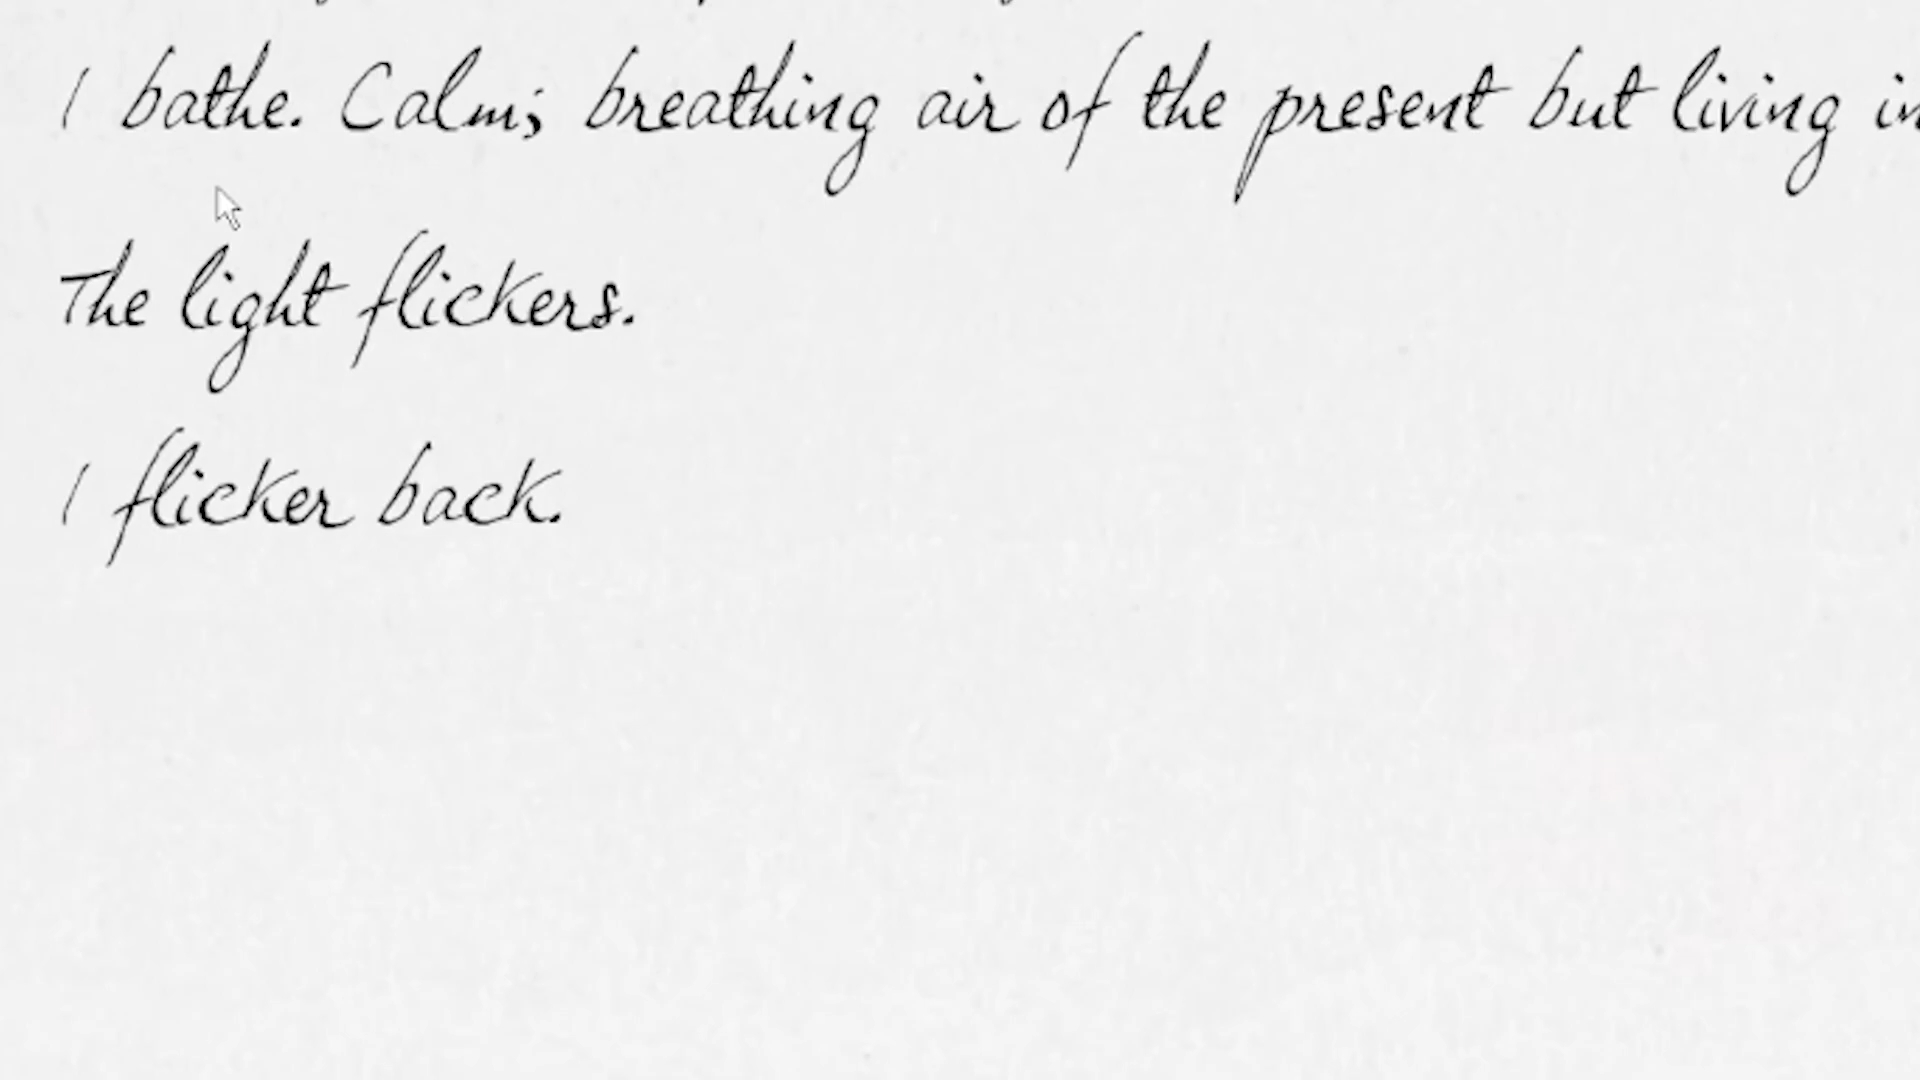 I bathe. Calm; breathing air of the present but living in
The light flickers.
I flicker back.